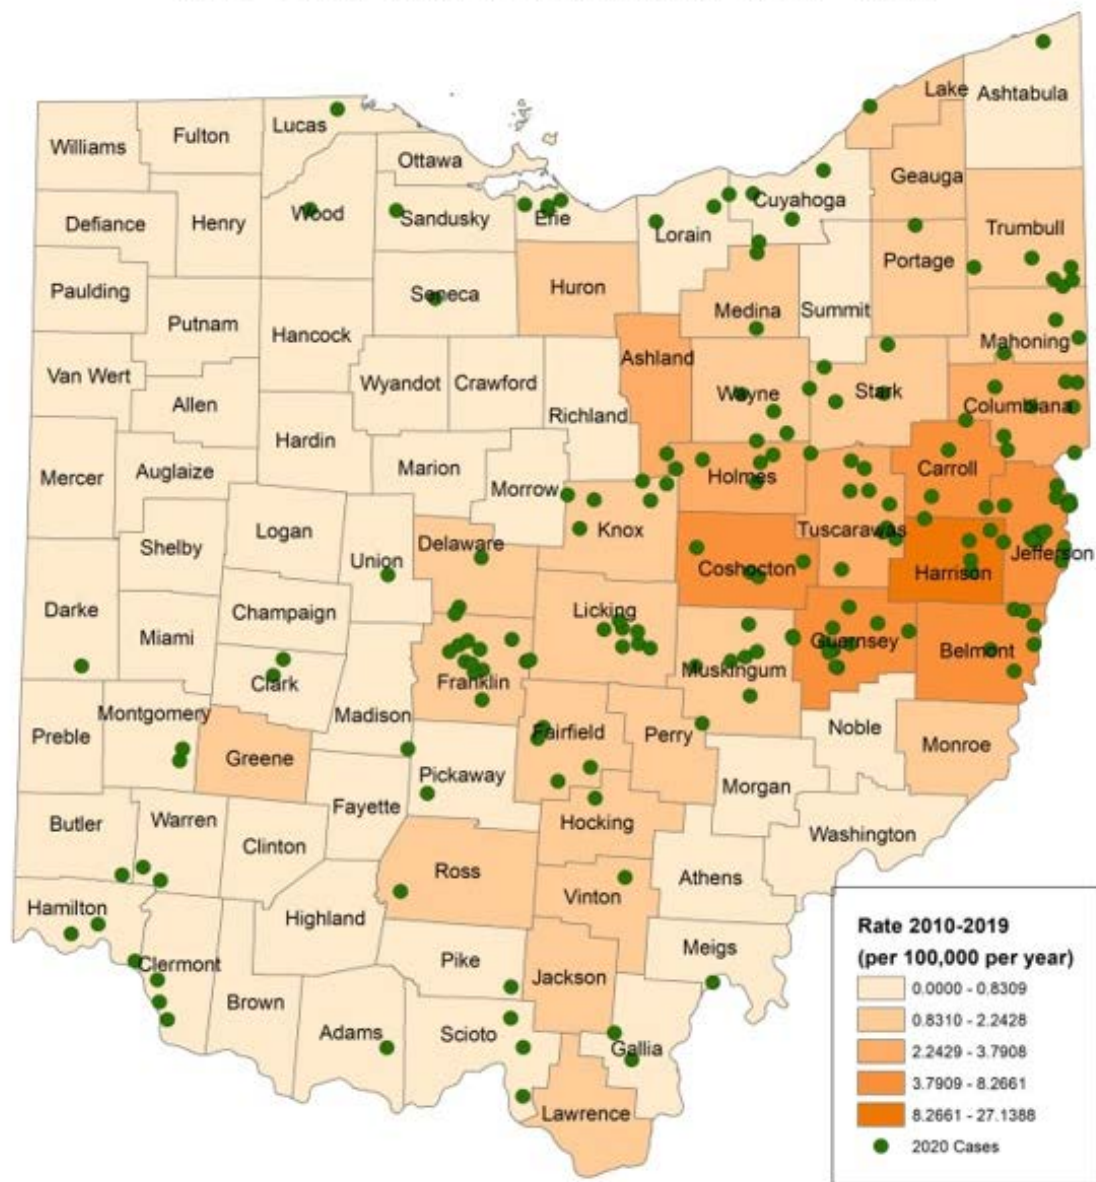 Lake
Ashtabula
Lucas
Fulton
Williams
Ottawa
Geauga
Cuyahoga
Wood
Sandusky
Erie
Henry
Defiance
Trumbull
Lorain
Portage
Huron
Paulding
Seneca
Medina
Summit
Putnam
Hancock
Mahoning
Ashland
Van Wert
Wyandot
Crawford
Wayne
Stark
Allen
Columbiana
Richland
Hardin
Marion
Carroll
Mercer
Auglaize
Holmes
Morrow
Logan
Knox
Tuscarawas
Delaware
Shelby
Jefferson
Union
Coshocton
Harrison
Darke
Champaign
Licking
Miami
Guernsey
Belmont
Muskingum
Clark
Franklin
Montgomery
Madison
Noble
Fairfield
Perry
Preble
Monroe
Greene
Pickaway
Morgan
Fayette
Warren
Butler
Hocking
Washington
Clinton
Ross
Athens
Vinton
Hamilton
Highland
Meigs
Pike
Clermont
Jackson
Brown
Adams
Scioto
Gallia
Lawrence
Rate 2010-2019
(per 100,000 per year)
0.0000 - 0.8309
0.8310 - 2.2428
2.2429 - 3.7908
3.7909 - 8.2661
8.2661 - 27.1388
2020 Cases